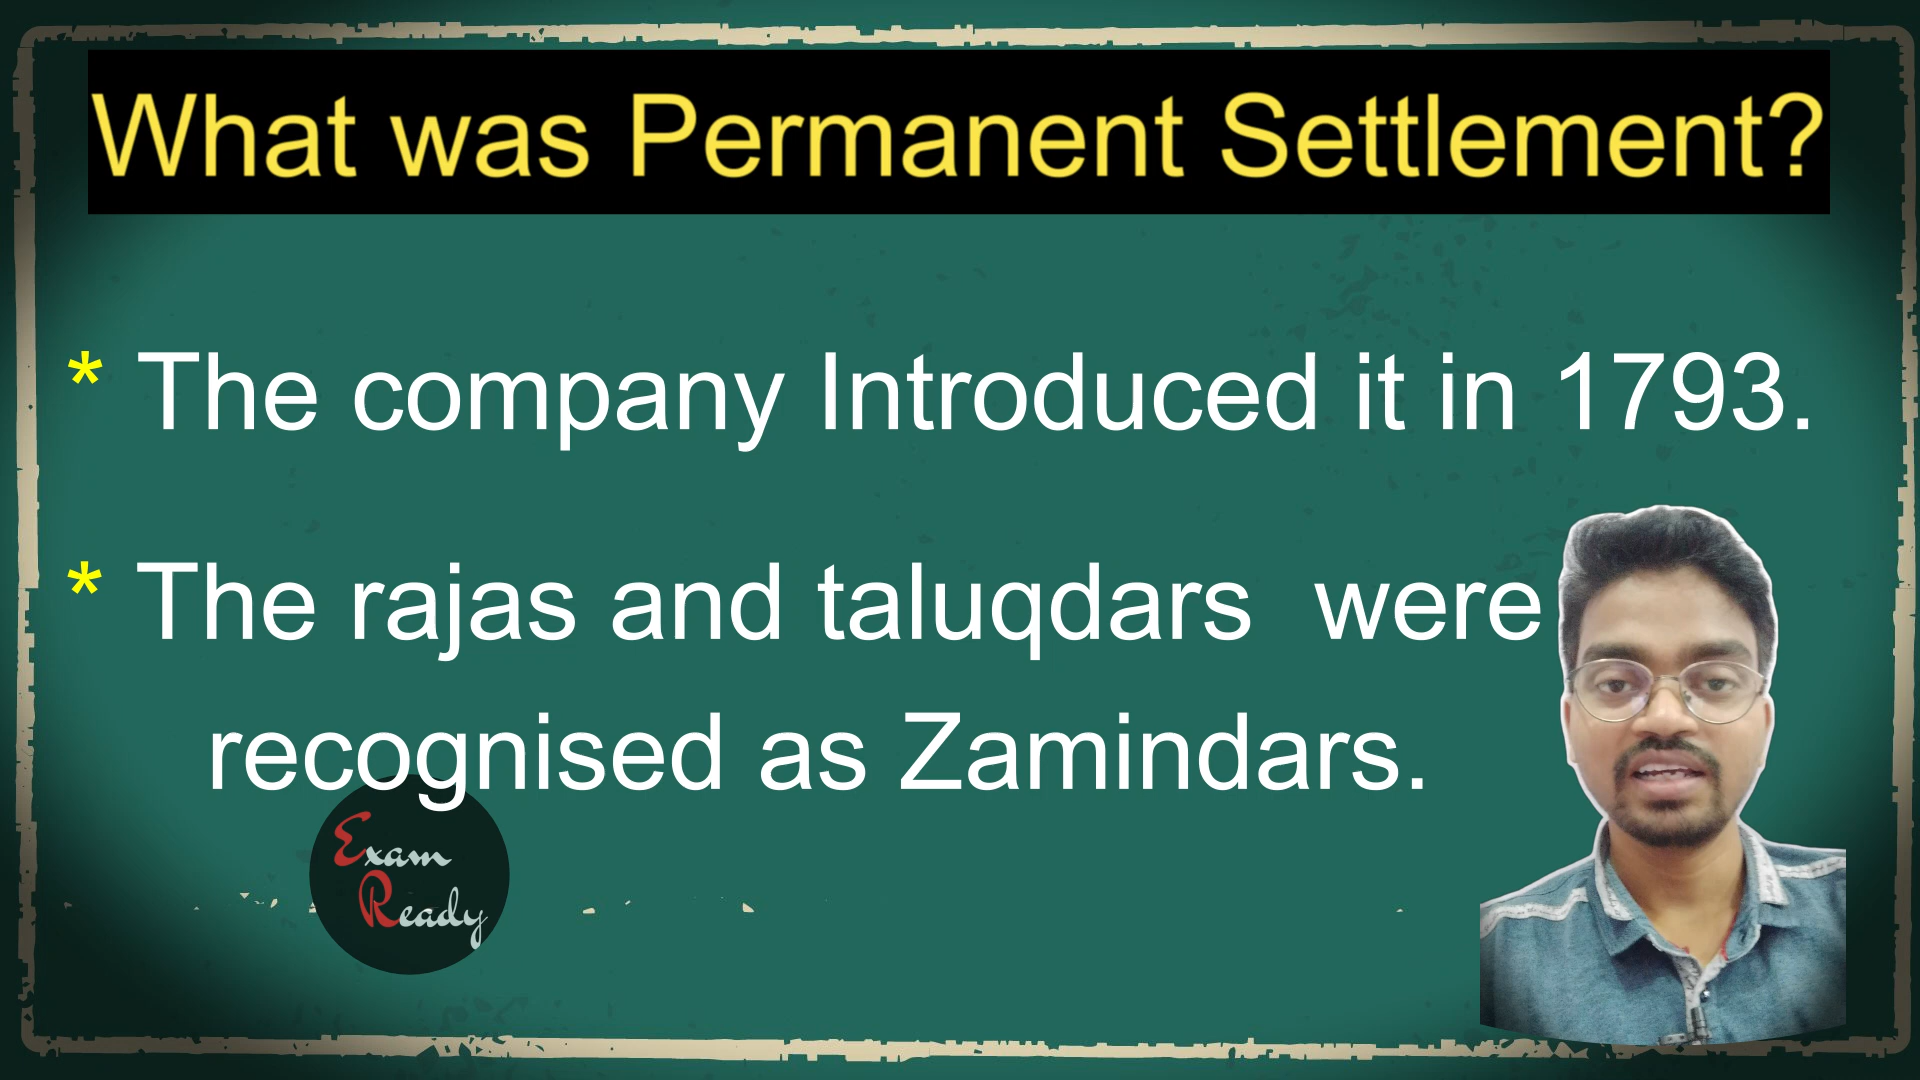 What was Permanent Settlement?
* The company Introduced it in 1793.
* The rajas and taluqdars were
recognised as Zamindars.
Exam
Ready